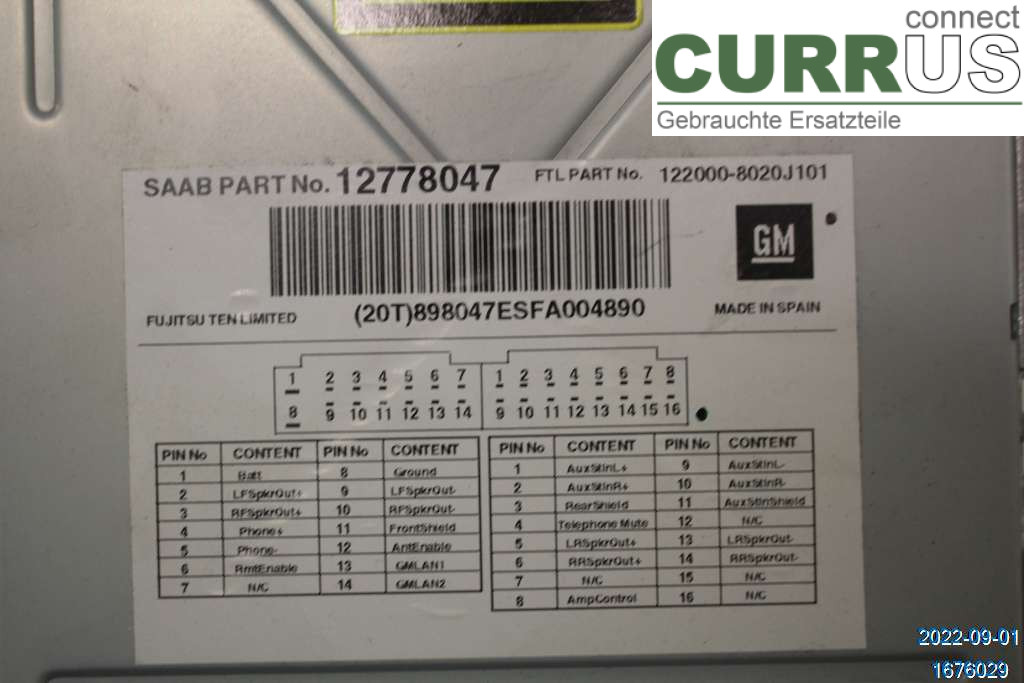 connect
CURRUS
Gebrauchte Ersatzteile
SAAB PART No. 12778047 FTL PART No. 122000-8020J101
GM
(20T)898047ESFA004890
FUJITSU TEN LIMITED MADE IN SPAIN
1 2 3 4 5 6 7 1 2 3 4 5 6 7 8
8 9 10 11 12 13 14 9 10 11 12 13 14 15 16
PIN No CONTENT PIN No CONTENT
1 Batt 8 Ground
2 LFSpkrOut+ 9 LFSpkrOut-
3 RFSpkrOut+ 10 RFSpkrOut-
4 Phone+ 11 FrontShield
5 Phone- 12 AntEnable
6 RmtEnable 13 GMLAN1
7 N/C 14 GMLAN2
PIN No CONTENT PIN No CONTENT
1 AuxStInL+ 9 AuxStInL-
2 AuxStInR+ 10 AuxStInR-
3 RearShield 11 AuxStInShield
4 Telephone Mute 12 N/C
5 LRSpkrOut+ 13 LRSpkrOut-
6 RRSpkrOut+ 14 RRSpkrOut-
7 N/C 15 N/C
8 AmpControl 16 N/C
2022-09-01
1676029